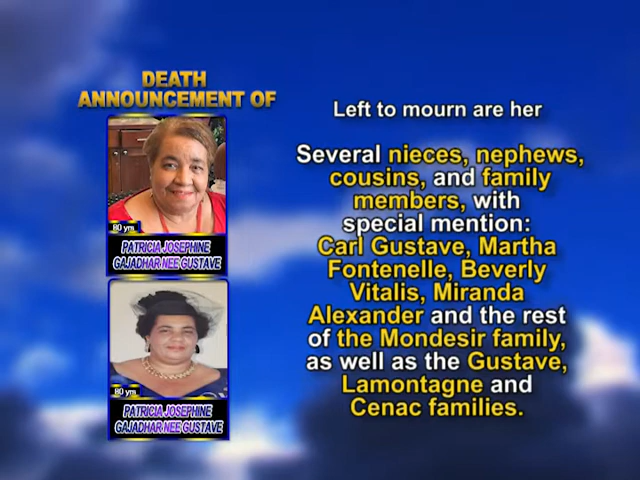 DEATH
ANNOUNCEMENT OF
80 yrs
PATRICIA JOSEPHINE
GAJADHAR NEE GUSTAVE
80 yrs
PATRICIA JOSEPHINE
GAJADHAR NEE GUSTAVE
Left to mourn are her
Several nieces, nephews,
cousins, and family
members, with
special mention:
Carl Gustave, Martha
Fontenelle, Beverly
Vitalis, Miranda
Alexander and the rest
of the Mondesir family,
as well as the Gustave,
Lamontagne and
Cenac families.